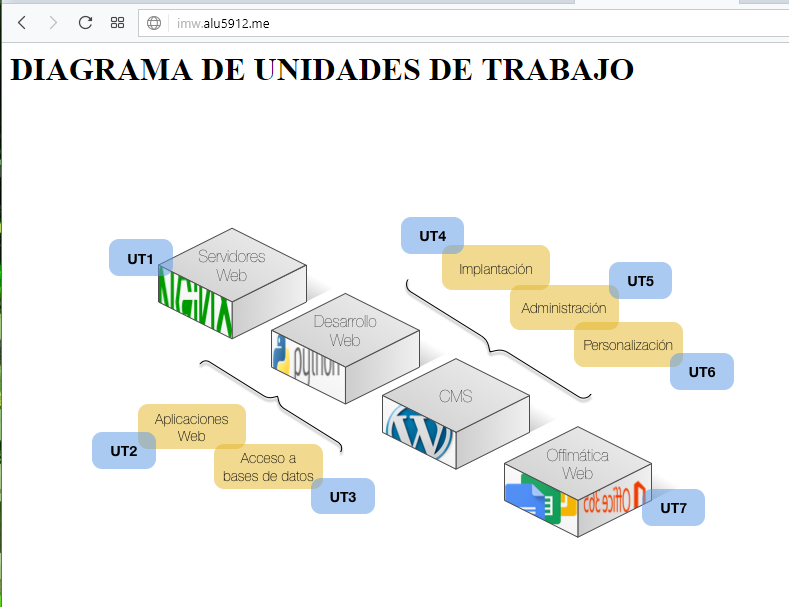 imw.alu5912.me
DIAGRAMA DE UNIDADES DE TRABAJO
UT1
Servidores
Web
NGINX
UT4
Implantación
UT5
Administración
Personalización
UT6
Desarrollo
Web
python
CMS
W
Aplicaciones
Web
UT2
Acceso a
bases de datos
UT3
Offimática
Web
Office 365
UT7